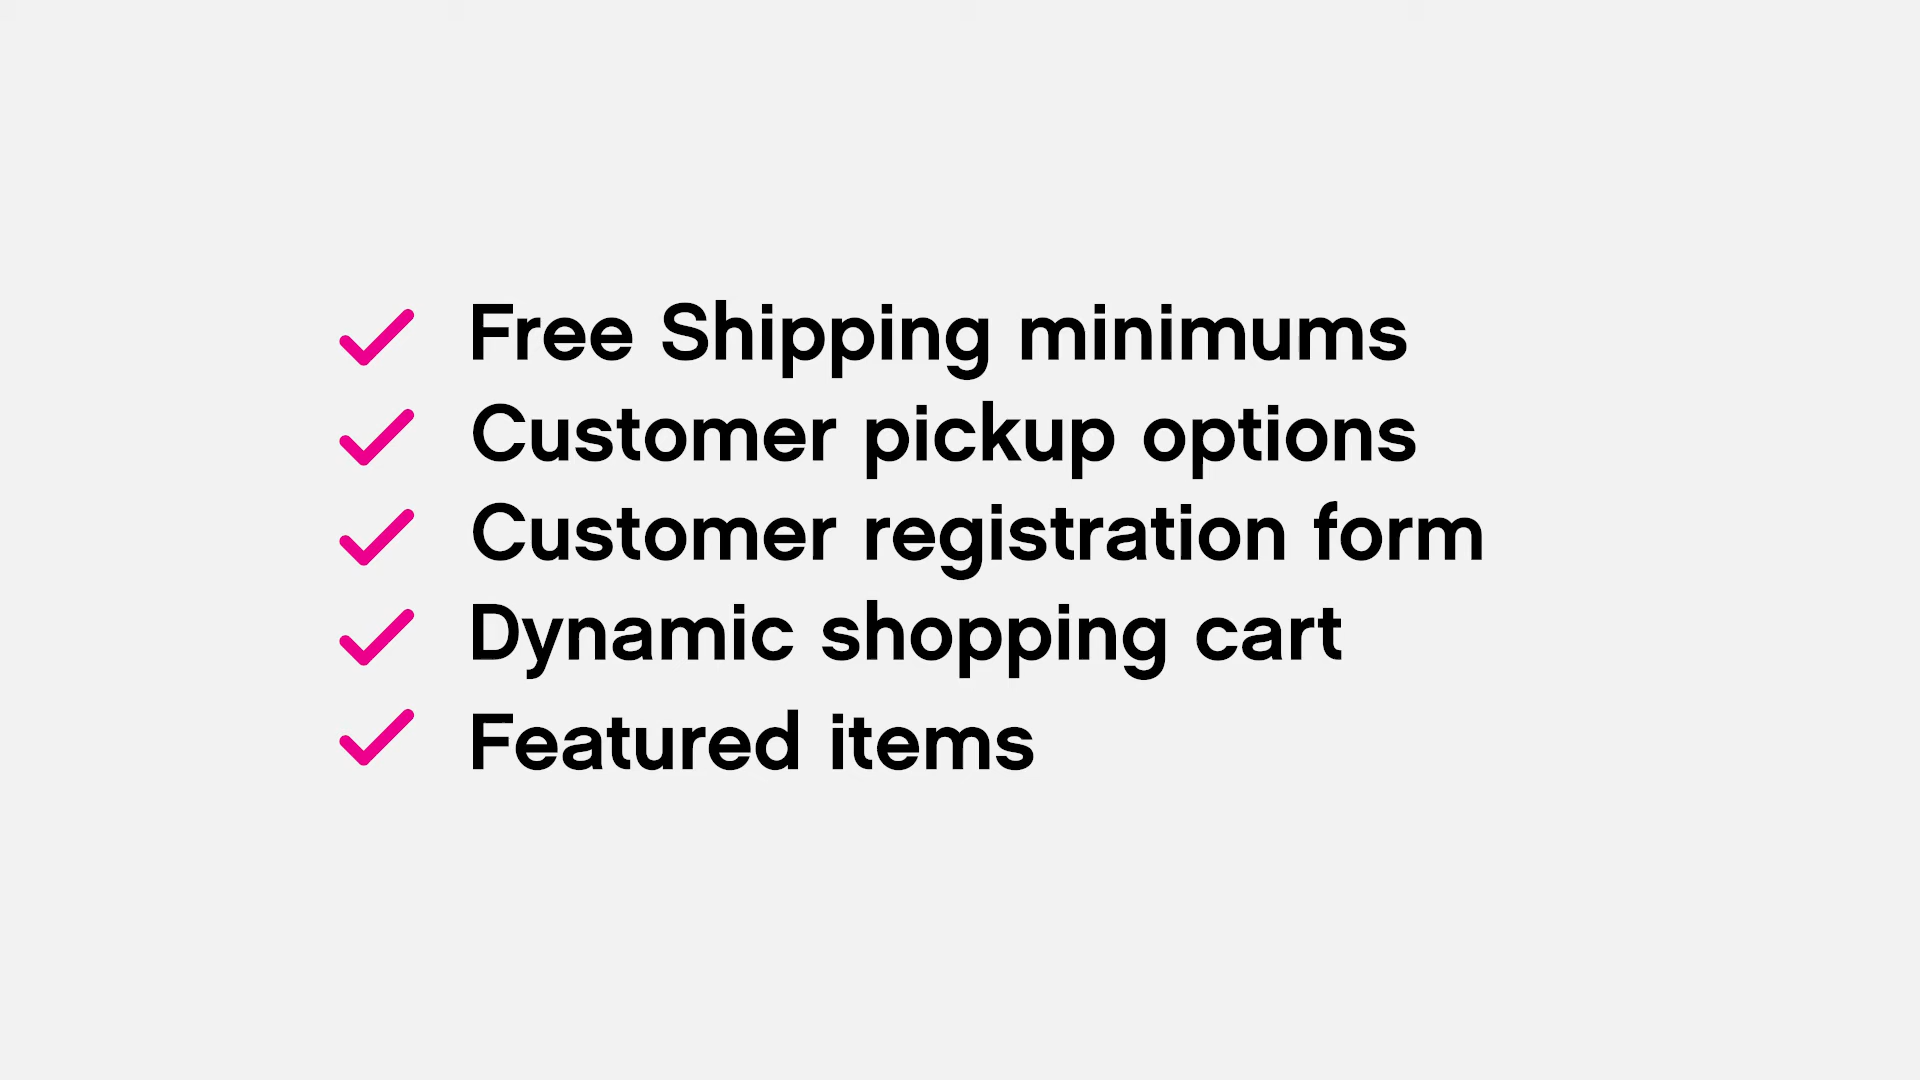 Free Shipping minimums
Customer pickup options
Customer registration form
Dynamic shopping cart
Featured items